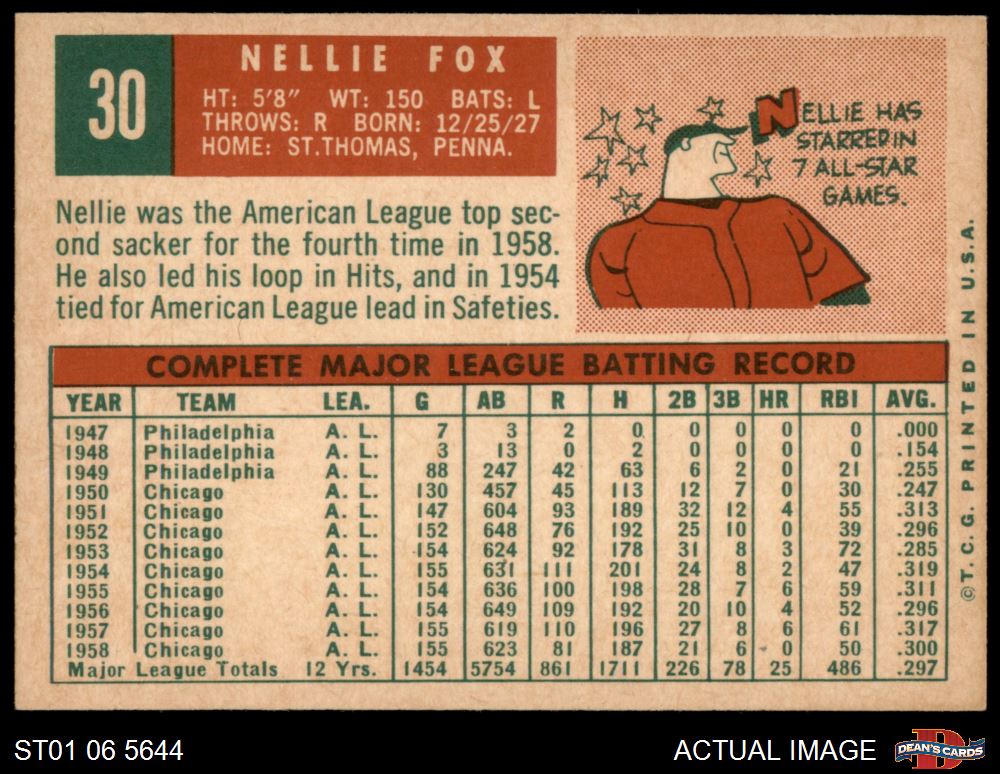 30
NELLIE FOX
HT: 5'8" WT: 150 BATS: L
THROWS: R BORN: 12/25/27
HOME: ST.THOMAS, PENNA.
NELLIE HAS
STARRED IN
7 ALL-STAR
GAMES.
Nellie was the American League top sec-
ond sacker for the fourth time in 1958.
He also led his loop in Hits, and in 1954
tied for American League lead in Safeties.
COMPLETE MAJOR LEAGUE BATTING RECORD
YEAR TEAM LEA. G AB R H 2B 3B HR RBI AVG.
1947 Philadelphia A. L. 7 3 2 0 0 0 0 0 .000
1948 Philadelphia A. L. 3 13 0 2 0 0 0 0 .154
1949 Philadelphia A. L. 88 247 42 63 6 2 0 21 .255
1950 Chicago A. L. 130 457 45 113 12 7 0 30 .247
1951 Chicago A. L. 147 604 93 189 32 12 4 55 .313
1952 Chicago A. L. 152 648 76 192 25 10 0 39 .296
1953 Chicago A. L. 154 624 92 178 31 8 3 72 .285
1954 Chicago A. L. 155 631 111 201 24 8 2 47 .319
1955 Chicago A. L. 154 636 100 198 28 7 6 59 .311
1956 Chicago A. L. 154 649 109 192 20 10 4 52 .296
1957 Chicago A. L. 155 619 110 196 27 8 6 61 .317
1958 Chicago A. L. 155 623 81 187 21 6 0 50 .300
Major League Totals 12 Yrs. 1454 5754 861 1711 226 78 25 486 .297
©T.C.G. PRINTED IN U.S.A.
ST01 06 5644
ACTUAL IMAGE
D
DEAN'S CARDS